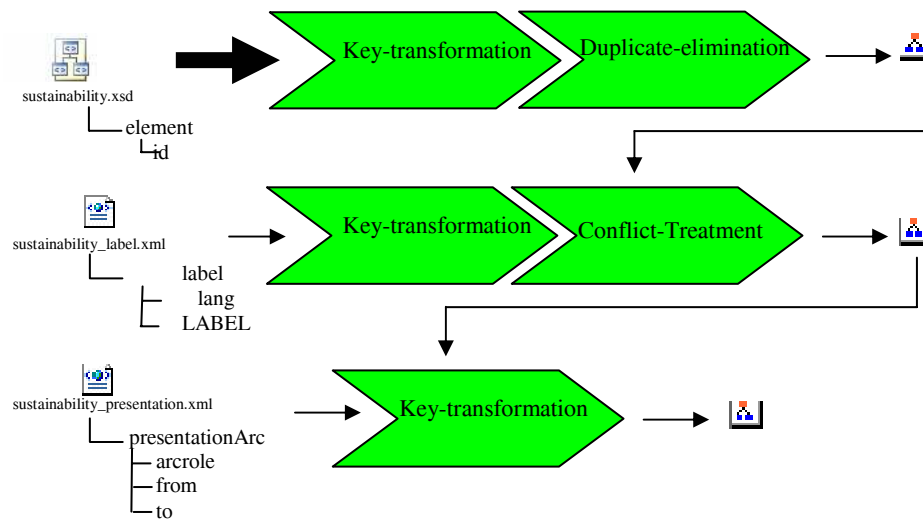 Key-transformation
Duplicate-elimination
sustainability.xsd
element
id
Key-transformation
Conflict-Treatment
sustainability_label.xml
label
lang
LABEL
Key-transformation
sustainability_presentation.xml
presentationArc
arcrole
from
to